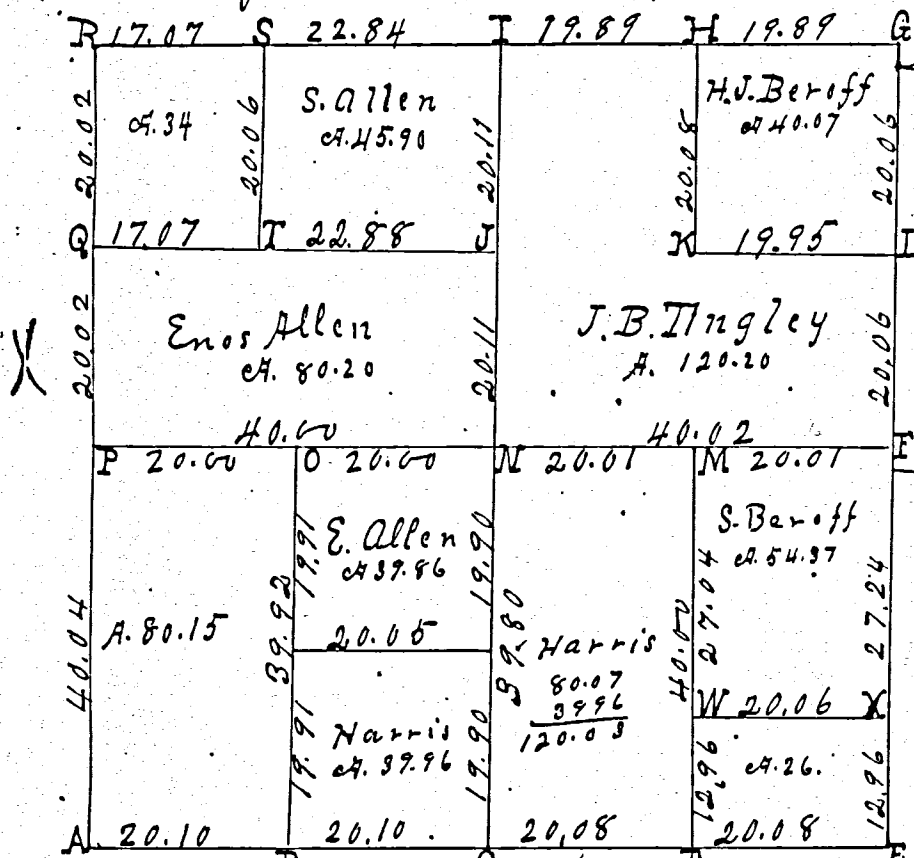 R 17.07 S 22.84 I 19.89 H 19.89 G
20.02
A. 34
20.06
S. Allen
A. 45.90
20.11
20.08
H. J. Beroff
A 40.07
20.06
Q 17.07 T 22.88 J
K 19.95 I
20.02
Enos Allen
A. 80.20
20.11
J. B. Tingley
A. 120.20
20.06
X
40.00
40.02
P 20.00 O 20.00 N 20.01 M 20.01 F
40.04
A. 80.15
39.92
19.91
E. Allen
A 39.86
19.90
20.05
19.91
Harris
A. 39.96
19.90
39.80
Harris
80.07
3996
120.03
40.00
27.04
S. Beroff
A. 54.37
27.24
W 20.06 X
12,96
A. 26.
12.96
A 20.10 20.10 20,08 20.08